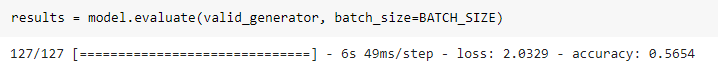 results = model.evaluate(valid_generator, batch_size=BATCH_SIZE)
127/127 [==============================] - 6s 49ms/step - loss: 2.0329 - accuracy: 0.5654